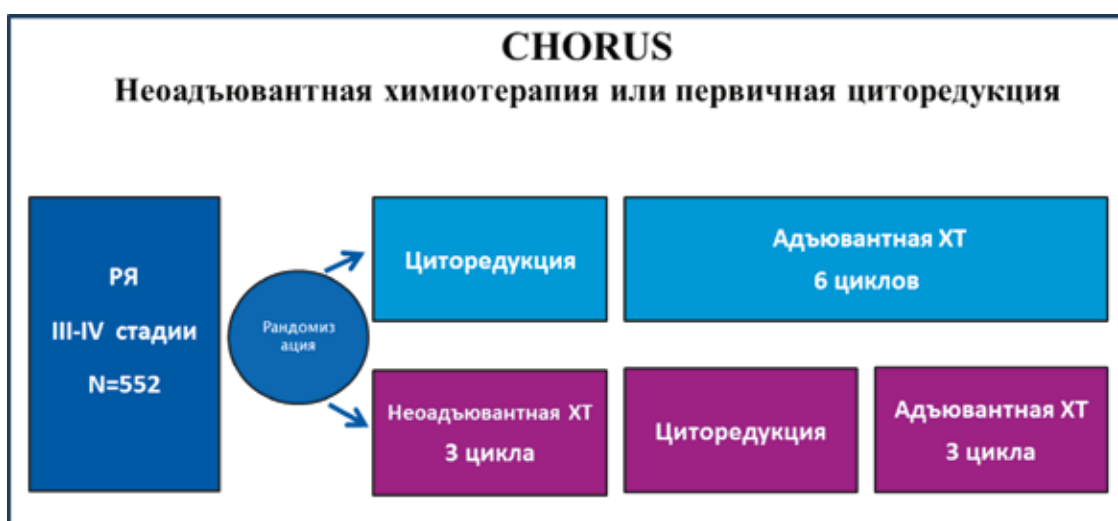 CHORUS
Неоадъювантная химиотерапия или первичная циторедукция
РЯ
III-IV стадии
N=552
Рандомиз
ация
Циторедукция
Адъювантная ХТ
6 циклов
Неоадъювантная ХТ
3 цикла
Циторедукция
Адъювантная ХТ
3 цикла